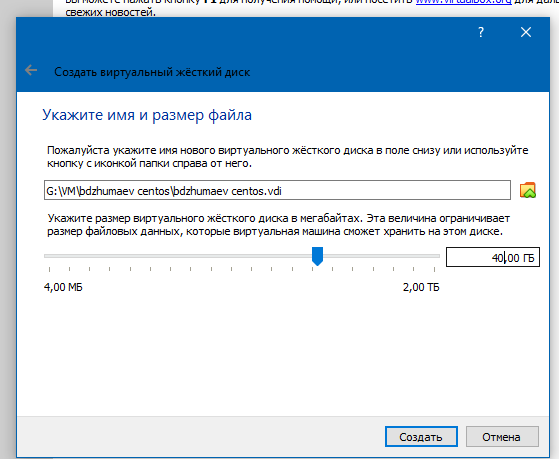 вы можете нажать кнопку F1 для получения помощи, или посетить www.virtualbox.org для
свежих новостей.
?
Создать виртуальный жёсткий диск
Укажите имя и размер файла
Пожалуйста укажите имя нового виртуального жёсткого диска в поле снизу или используйте
кнопку с иконкой папки справа от него.
G:\VM\bdzhumaev centos\bdzhumaev centos.vdi
Укажите размер виртуального жёсткого диска в мегабайтах. Эта величина ограничивает
размер файловых данных, которые виртуальная машина сможет хранить на этом диске.
40,00 ГБ
4,00 МБ 2,00 ТБ
Создать Отмена